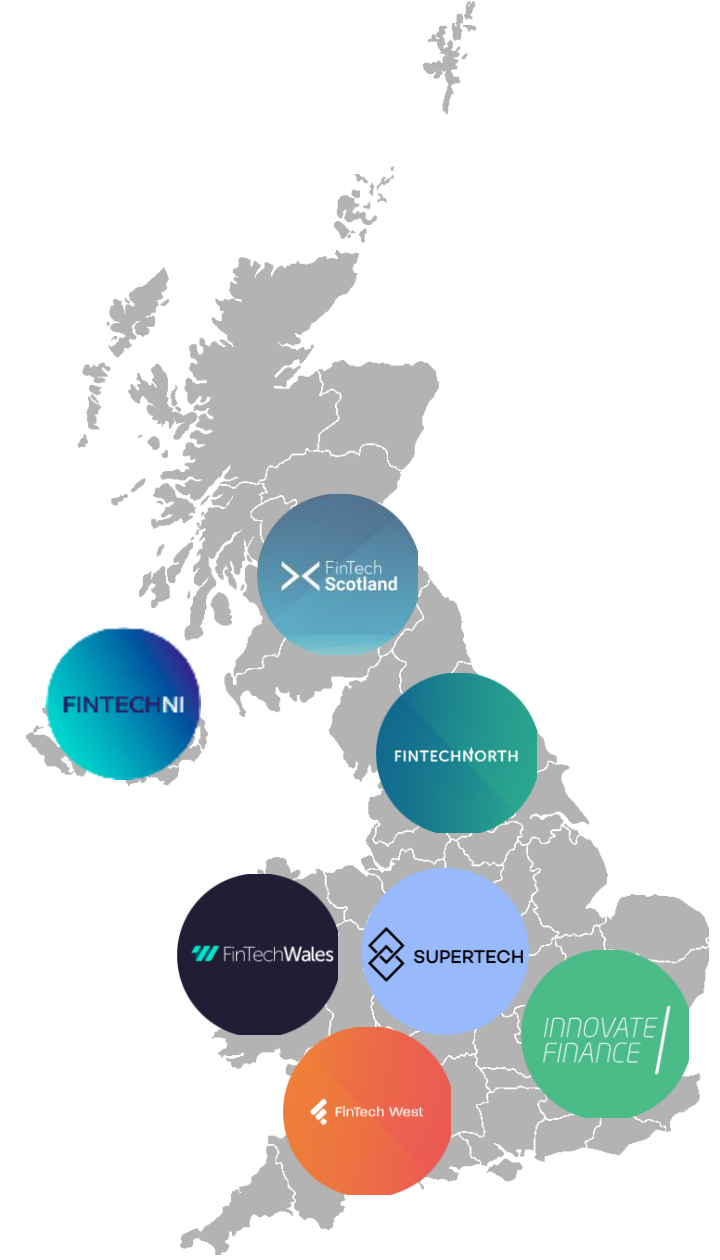 FinTech
Scotland
FINTECHNI
FINTECHNORTH
FinTechWales
SUPERTECH
INNOVATE
FINANCE
FinTech West